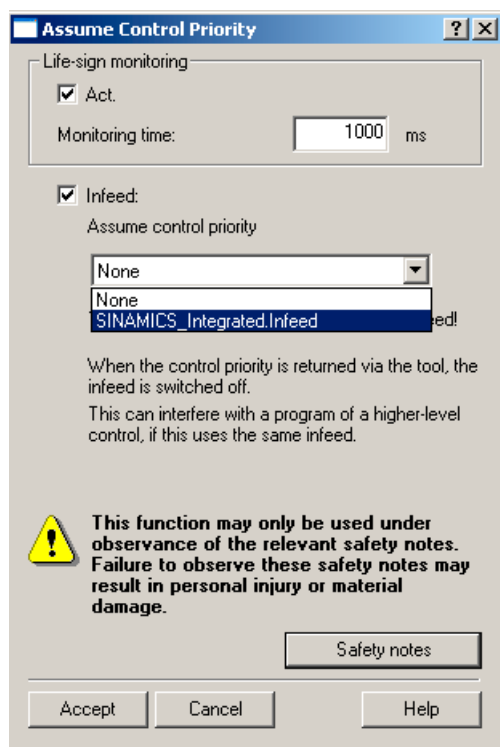 Assume Control Priority
Life-sign monitoring
Act.
Monitoring time:
1000
ms
Infeed:
Assume control priority
None
None
SINAMICS_Integrated.Infeed
eed!
When the control priority is returned via the tool, the
infeed is switched off.
This can interfere with a program of a higher-level
control, if this uses the same infeed.
This function may only be used under
observance of the relevant safety notes.
Failure to observe these safety notes may
result in personal injury or material
damage.
Safety notes
Accept
Cancel
Help